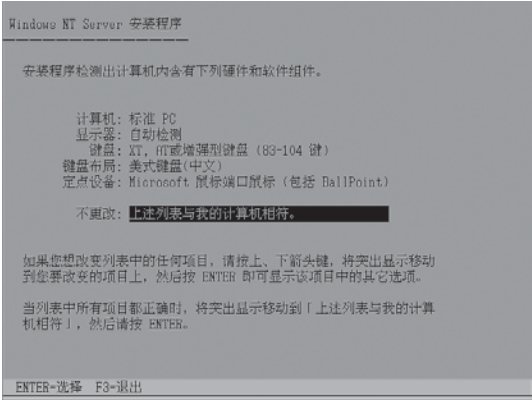 Windows NT Server 安装程序
安装程序检测出计算机内含有下列硬件和软件组件。
计算机: 标准 PC
显示器: 自动检测
键盘: XT, AT或增强型键盘 (83-104 键)
键盘布局: 美式键盘(中文)
定点设备: Microsoft 鼠标端口鼠标 (包括 BallPoint)
不更改: 上述列表与我的计算机相符。
如果您想改变列表中的任何项目，请按上、下箭头键，将突出显示移动
到您要改变的项目上，然后按 ENTER 即可显示该项目中的其它选项。
当列表中所有项目都正确时，将突出显示移动到「上述列表与我的计算
机相符」，然后请按 ENTER。
ENTER=选择 F3=退出